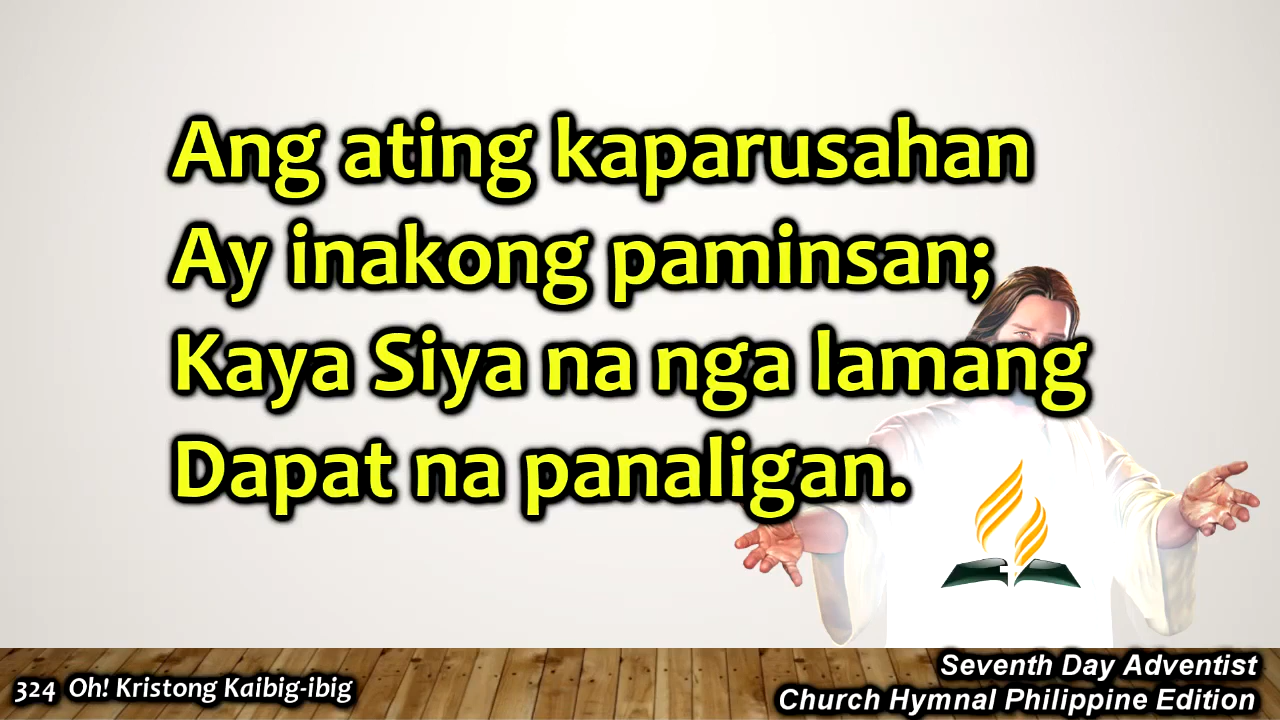 Ang ating kaparusahan
Ay inakong paminsan;
Kaya Siya na nga lamang
Dapat na panaligan.
324 Oh! Kristong Kaibig-ibig
Seventh Day Adventist
Church Hymnal Philippine Edition